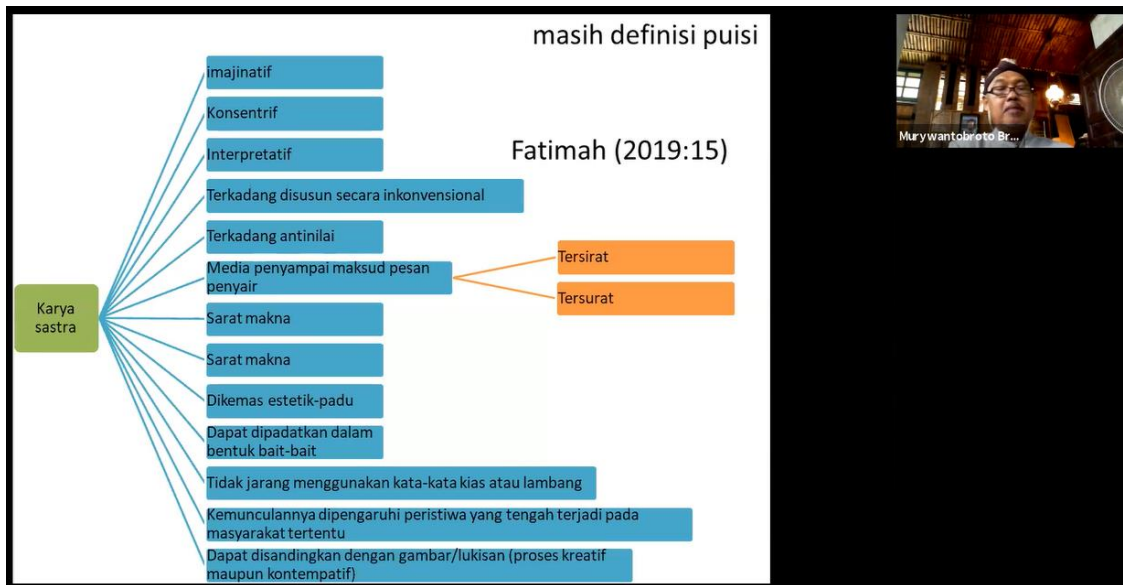 masih definisi puisi
Fatimah (2019:15)
Karya
sastra
imajinatif
Konsentrif
Interpretatif
Terkadang disusun secara inkonvensional
Terkadang antinilai
Media penyampai maksud pesan
penyair
Tersirat
Tersurat
Sarat makna
Sarat makna
Dikemas estetik-padu
Dapat dipadatkan dalam
bentuk bait-bait
Tidak jarang menggunakan kata-kata kias atau lambang
Kemunculannya dipengaruhi peristiwa yang tengah terjadi pada
masyarakat tertentu
Dapat disandingkan dengan gambar/lukisan (proses kreatif
maupun kontempatif)
Murywantobroto Br...